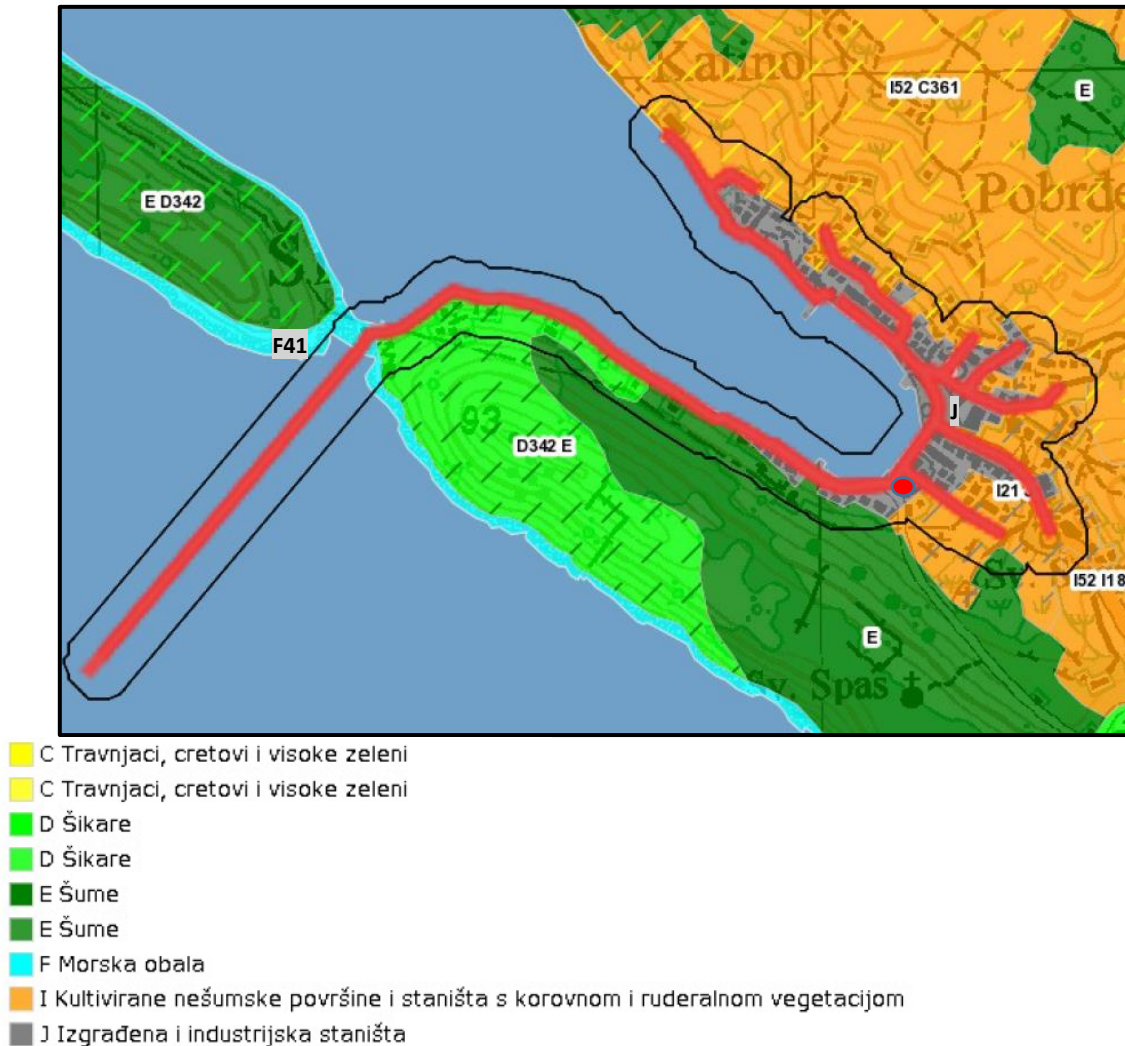 I52 C361
E
Pobrđe
E D342
F41
93
J
D342 E
I21
I52 I18
E
Sv. Spas
C Travnjaci, cretovi i visoke zeleni
C Travnjaci, cretovi i visoke zeleni
D Šikare
D Šikare
E Šume
E Šume
F Morska obala
I Kultivirane nešumske površine i staništa s korovnom i ruderalnom vegetacijom
J Izgrađena i industrijska staništa